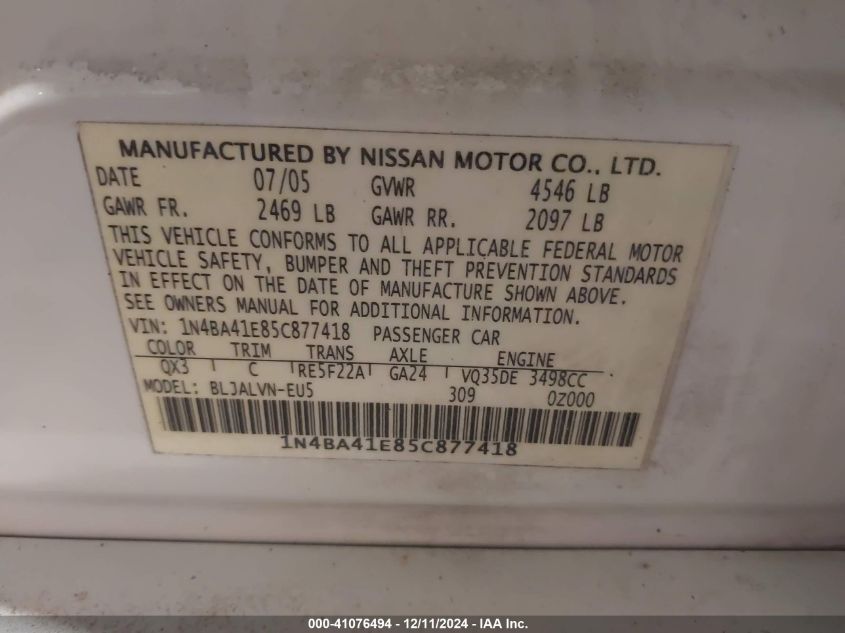 MANUFACTURED BY NISSAN MOTOR CO., LTD.
DATE 07/05 GVWR 4546 LB
GAWR FR. 2469 LB GAWR RR. 2097 LB
THIS VEHICLE CONFORMS TO ALL APPLICABLE FEDERAL MOTOR
VEHICLE SAFETY, BUMPER AND THEFT PREVENTION STANDARDS
IN EFFECT ON THE DATE OF MANUFACTURE SHOWN ABOVE.
SEE OWNERS MANUAL FOR ADDITIONAL INFORMATION.
VIN: 1N4BA41E85C877418 PASSENGER CAR
COLOR TRIM TRANS AXLE ENGINE
QX3 C RE5F22A GA24 VQ35DE 3498CC
MODEL: BLJALVN-EU5 309 0Z000
1N4BA41E85C877418
000-41076494 - 12/11/2024 - IAA Inc.